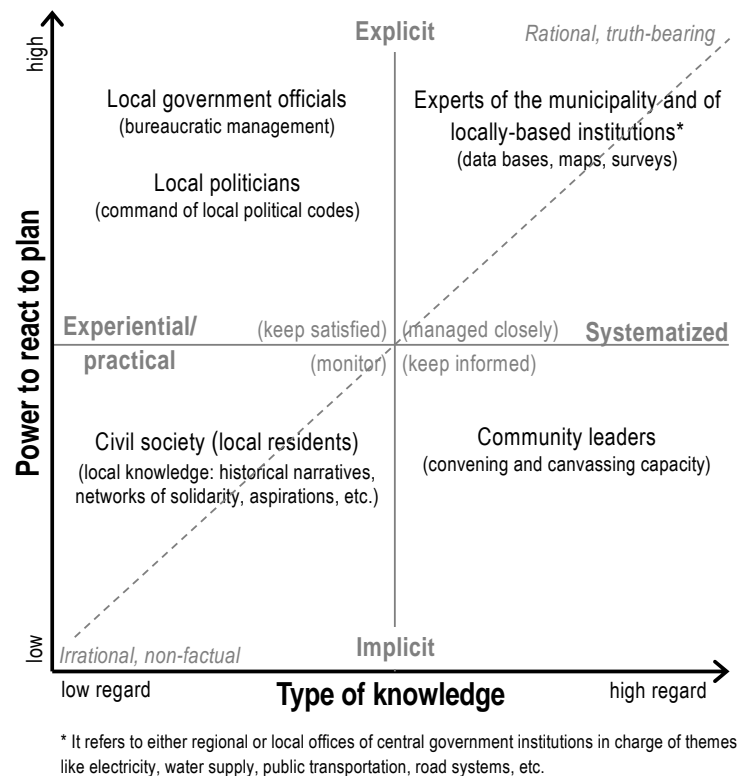 Explicit
Rational, truth-bearing
high
Local government officials
(bureaucratic management)
Experts of the municipality and of
locally-based institutions*
(data bases, maps, surveys)
Local politicians
(command of local political codes)
Power to react to plan
Experiential/
practical
(keep satisfied)
(managed closely)
Systematized
(monitor)
(keep informed)
Civil society (local residents)
(local knowledge: historical narratives,
networks of solidarity, aspirations, etc.)
Community leaders
(convening and canvassing capacity)
low
Irrational, non-factual
Implicit
low regard
Type of knowledge
high regard
* It refers to either regional or local offices of central government institutions in charge of themes
like electricity, water supply, public transportation, road systems, etc.